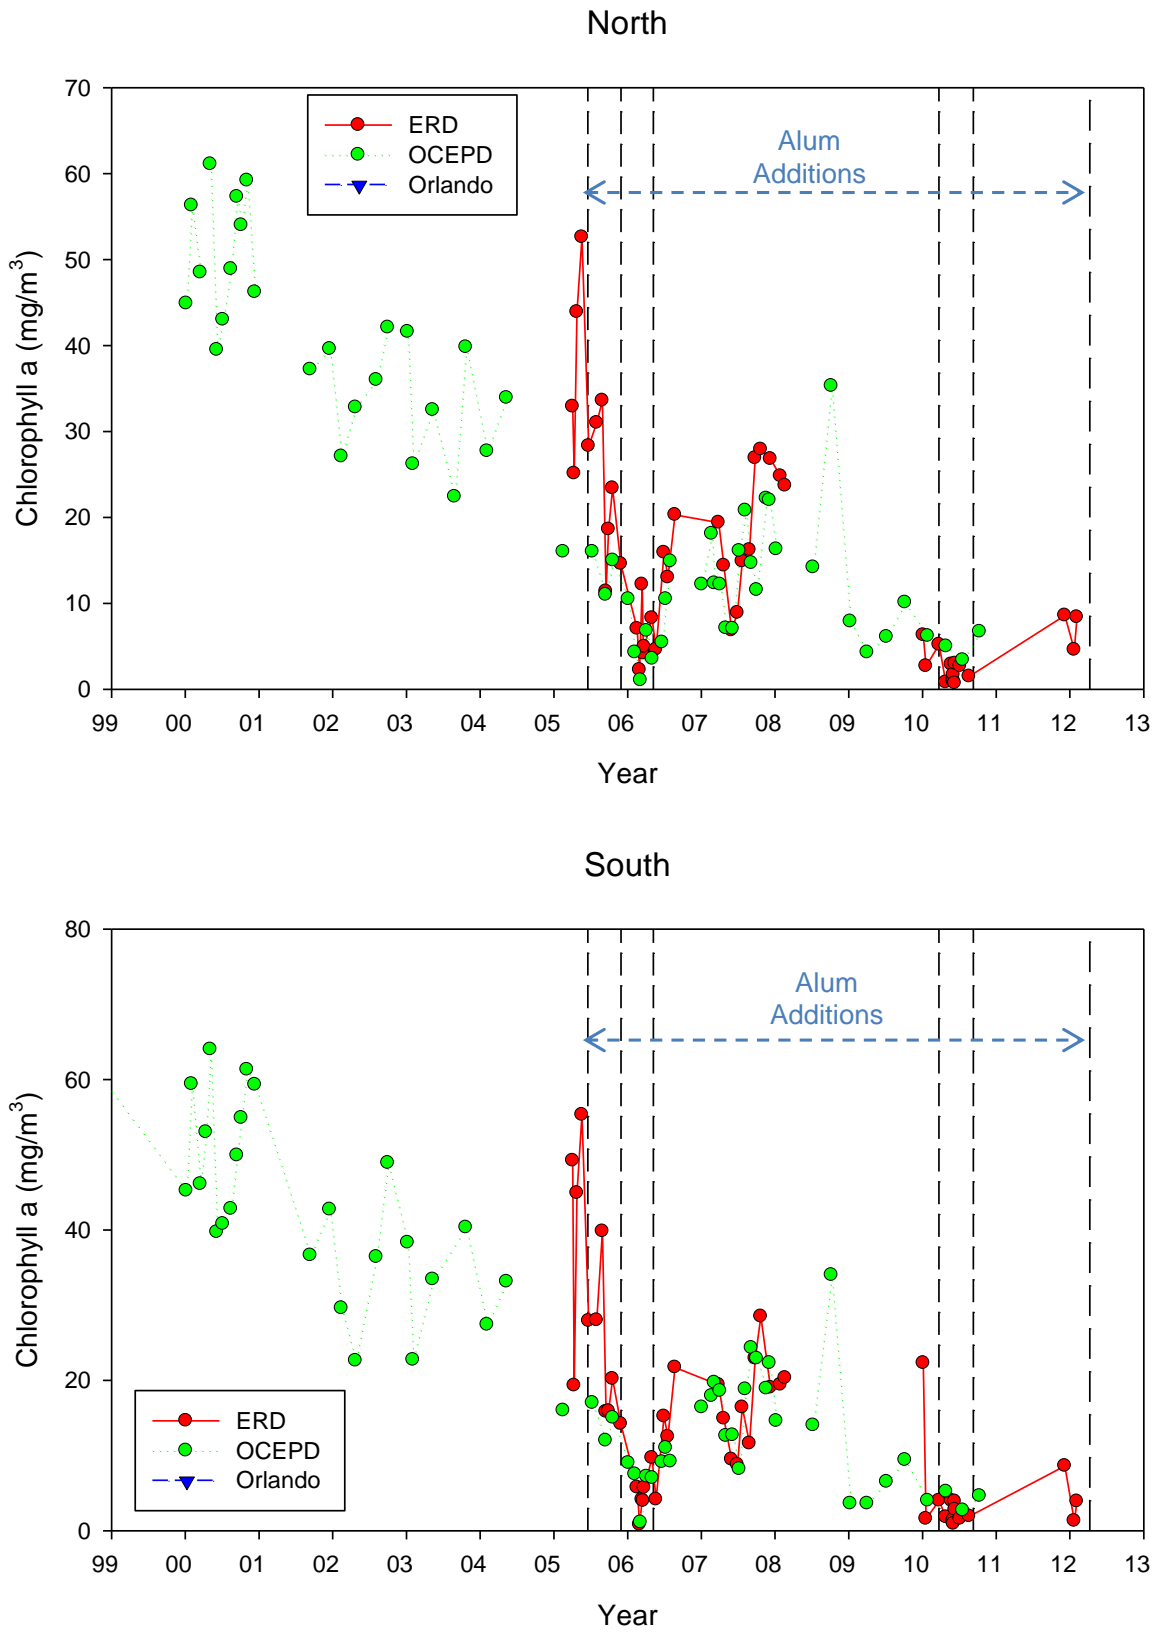 North
70
60
50
40
30
20
10
0
Chlorophyll a (mg/m³)
ERD
OCEPD
Orlando
Alum
Additions
99 00 01 02 03 04 05 06 07 08 09 10 11 12 13
Year
South
80
60
40
20
0
Chlorophyll a (mg/m³)
Alum
Additions
ERD
OCEPD
Orlando
99 00 01 02 03 04 05 06 07 08 09 10 11 12 13
Year